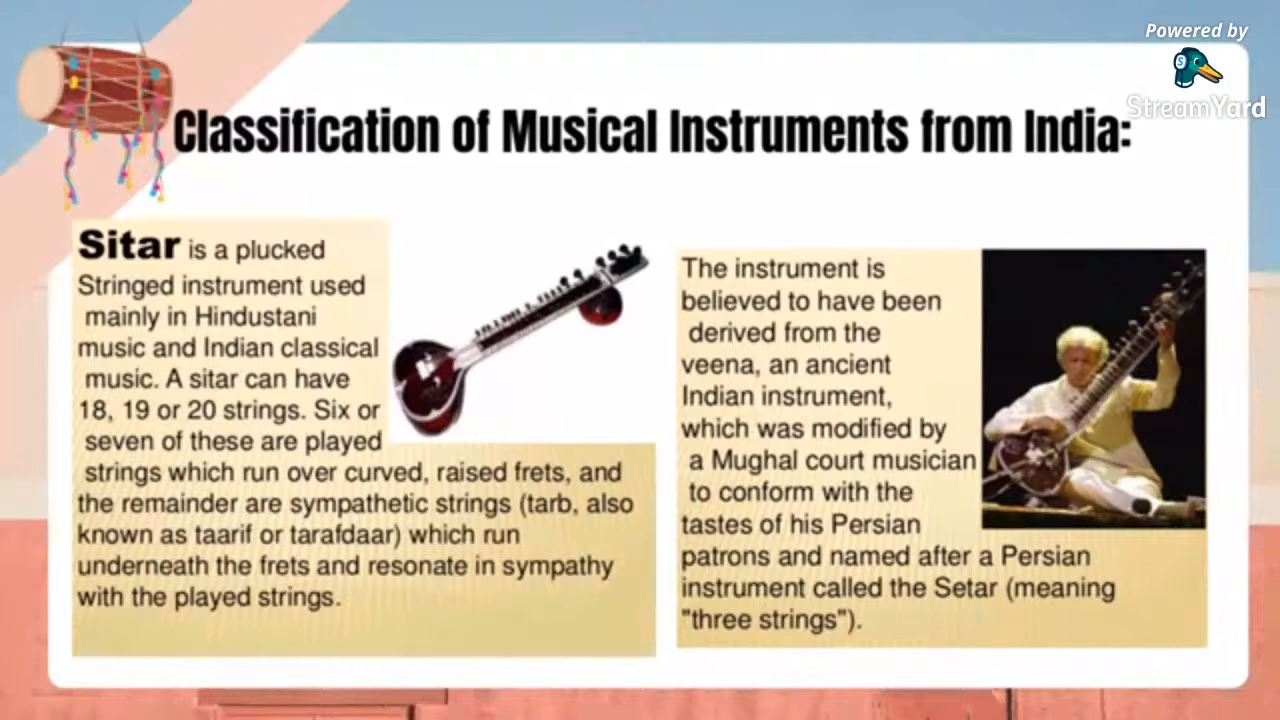 Powered by
StreamYard
Classification of Musical Instruments from India:
Sitar is a plucked
Stringed instrument used
mainly in Hindustani
music and Indian classical
music. A sitar can have
18, 19 or 20 strings. Six or
seven of these are played
strings which run over curved, raised frets, and
the remainder are sympathetic strings (tarb, also
known as taarif or tarafdaar) which run
underneath the frets and resonate in sympathy
with the played strings.
The instrument is
believed to have been
derived from the
veena, an ancient
Indian instrument,
which was modified by
a Mughal court musician
to conform with the
tastes of his Persian
patrons and named after a Persian
instrument called the Setar (meaning
"three strings").